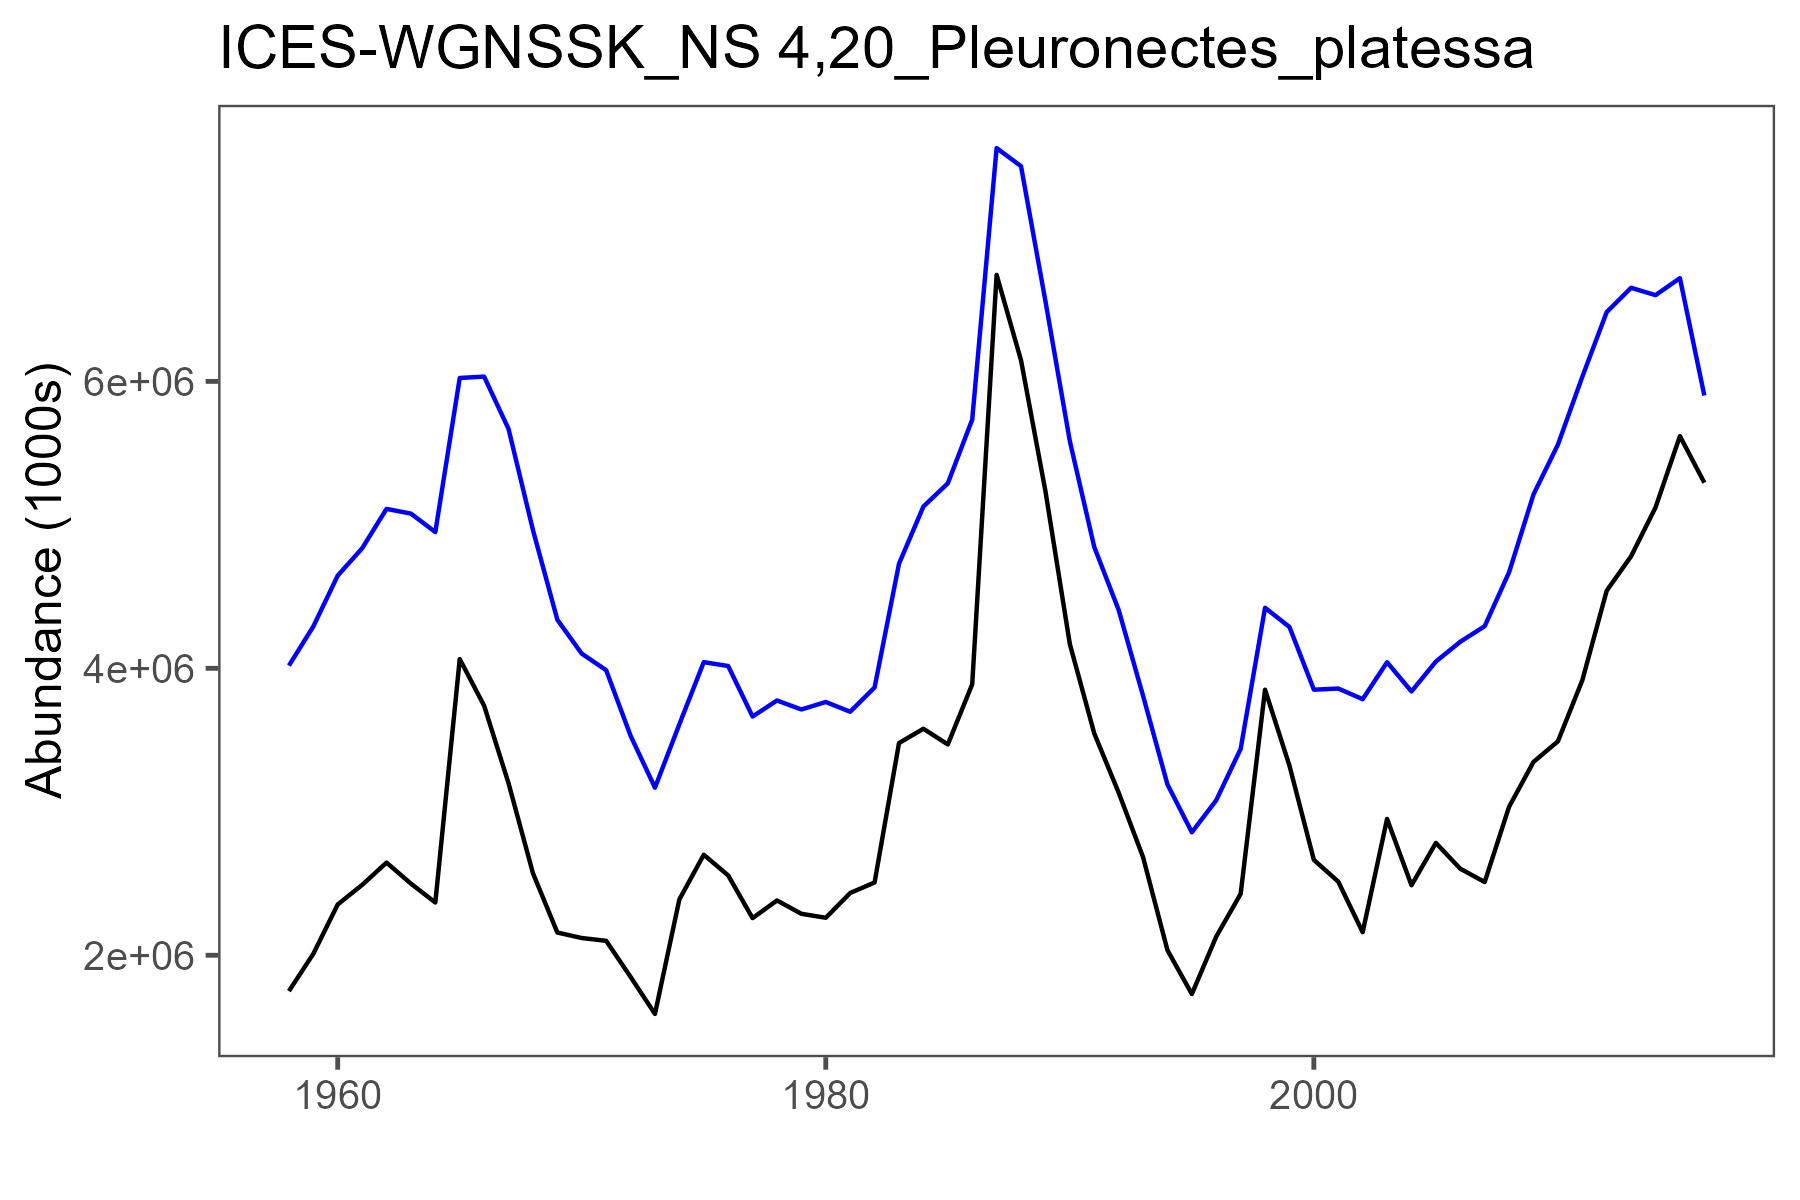 ICES-WGNSSK_NS 4,20_Pleuronectes_platessa
Abundance (1000s)
6e+06
4e+06
2e+06
1960 1980 2000